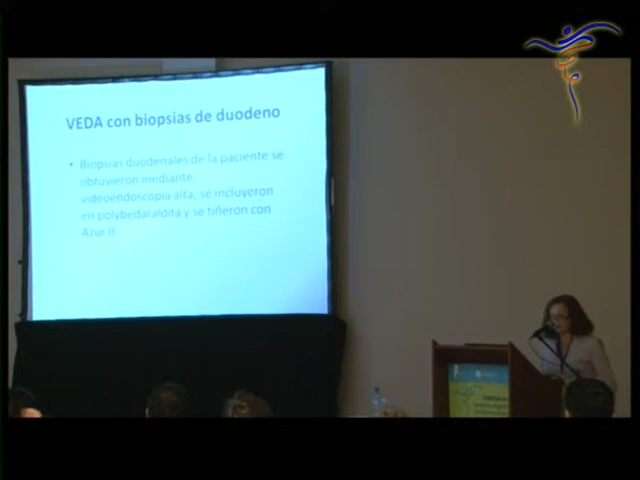 VEDA con biopsias de duodeno
• Biopsias duodenales de la paciente se
obtuvieron mediante
videoendoscopia alta, se incluyeron
en polybedaraldita y se tiñeron con
Azur II.